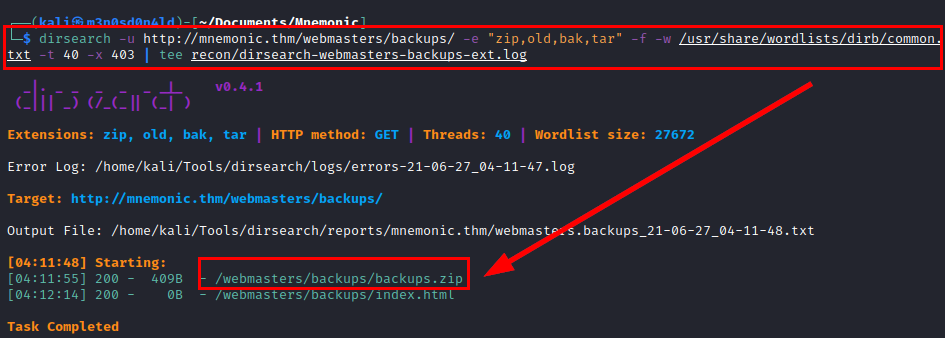 (kali㉿m3n0sd0n4ld)-[~/Documents/Mnemonic]
$ dirsearch -u http://mnemonic.thm/webmasters/backups/ -e "zip,old,bak,tar" -f -w /usr/share/wordlists/dirb/common.
txt -t 40 -x 403 | tee recon/dirsearch-webmasters-backups-ext.log
v0.4.1
Extensions: zip, old, bak, tar | HTTP method: GET | Threads: 40 | Wordlist size: 27672
Error Log: /home/kali/Tools/dirsearch/logs/errors-21-06-27_04-11-47.log
Target: http://mnemonic.thm/webmasters/backups/
Output File: /home/kali/Tools/dirsearch/reports/mnemonic.thm/webmasters.backups_21-06-27_04-11-48.txt
[04:11:48] Starting:
[04:11:55] 200 -  409B  - /webmasters/backups/backups.zip
[04:12:14] 200 -    0B  - /webmasters/backups/index.html
Task Completed